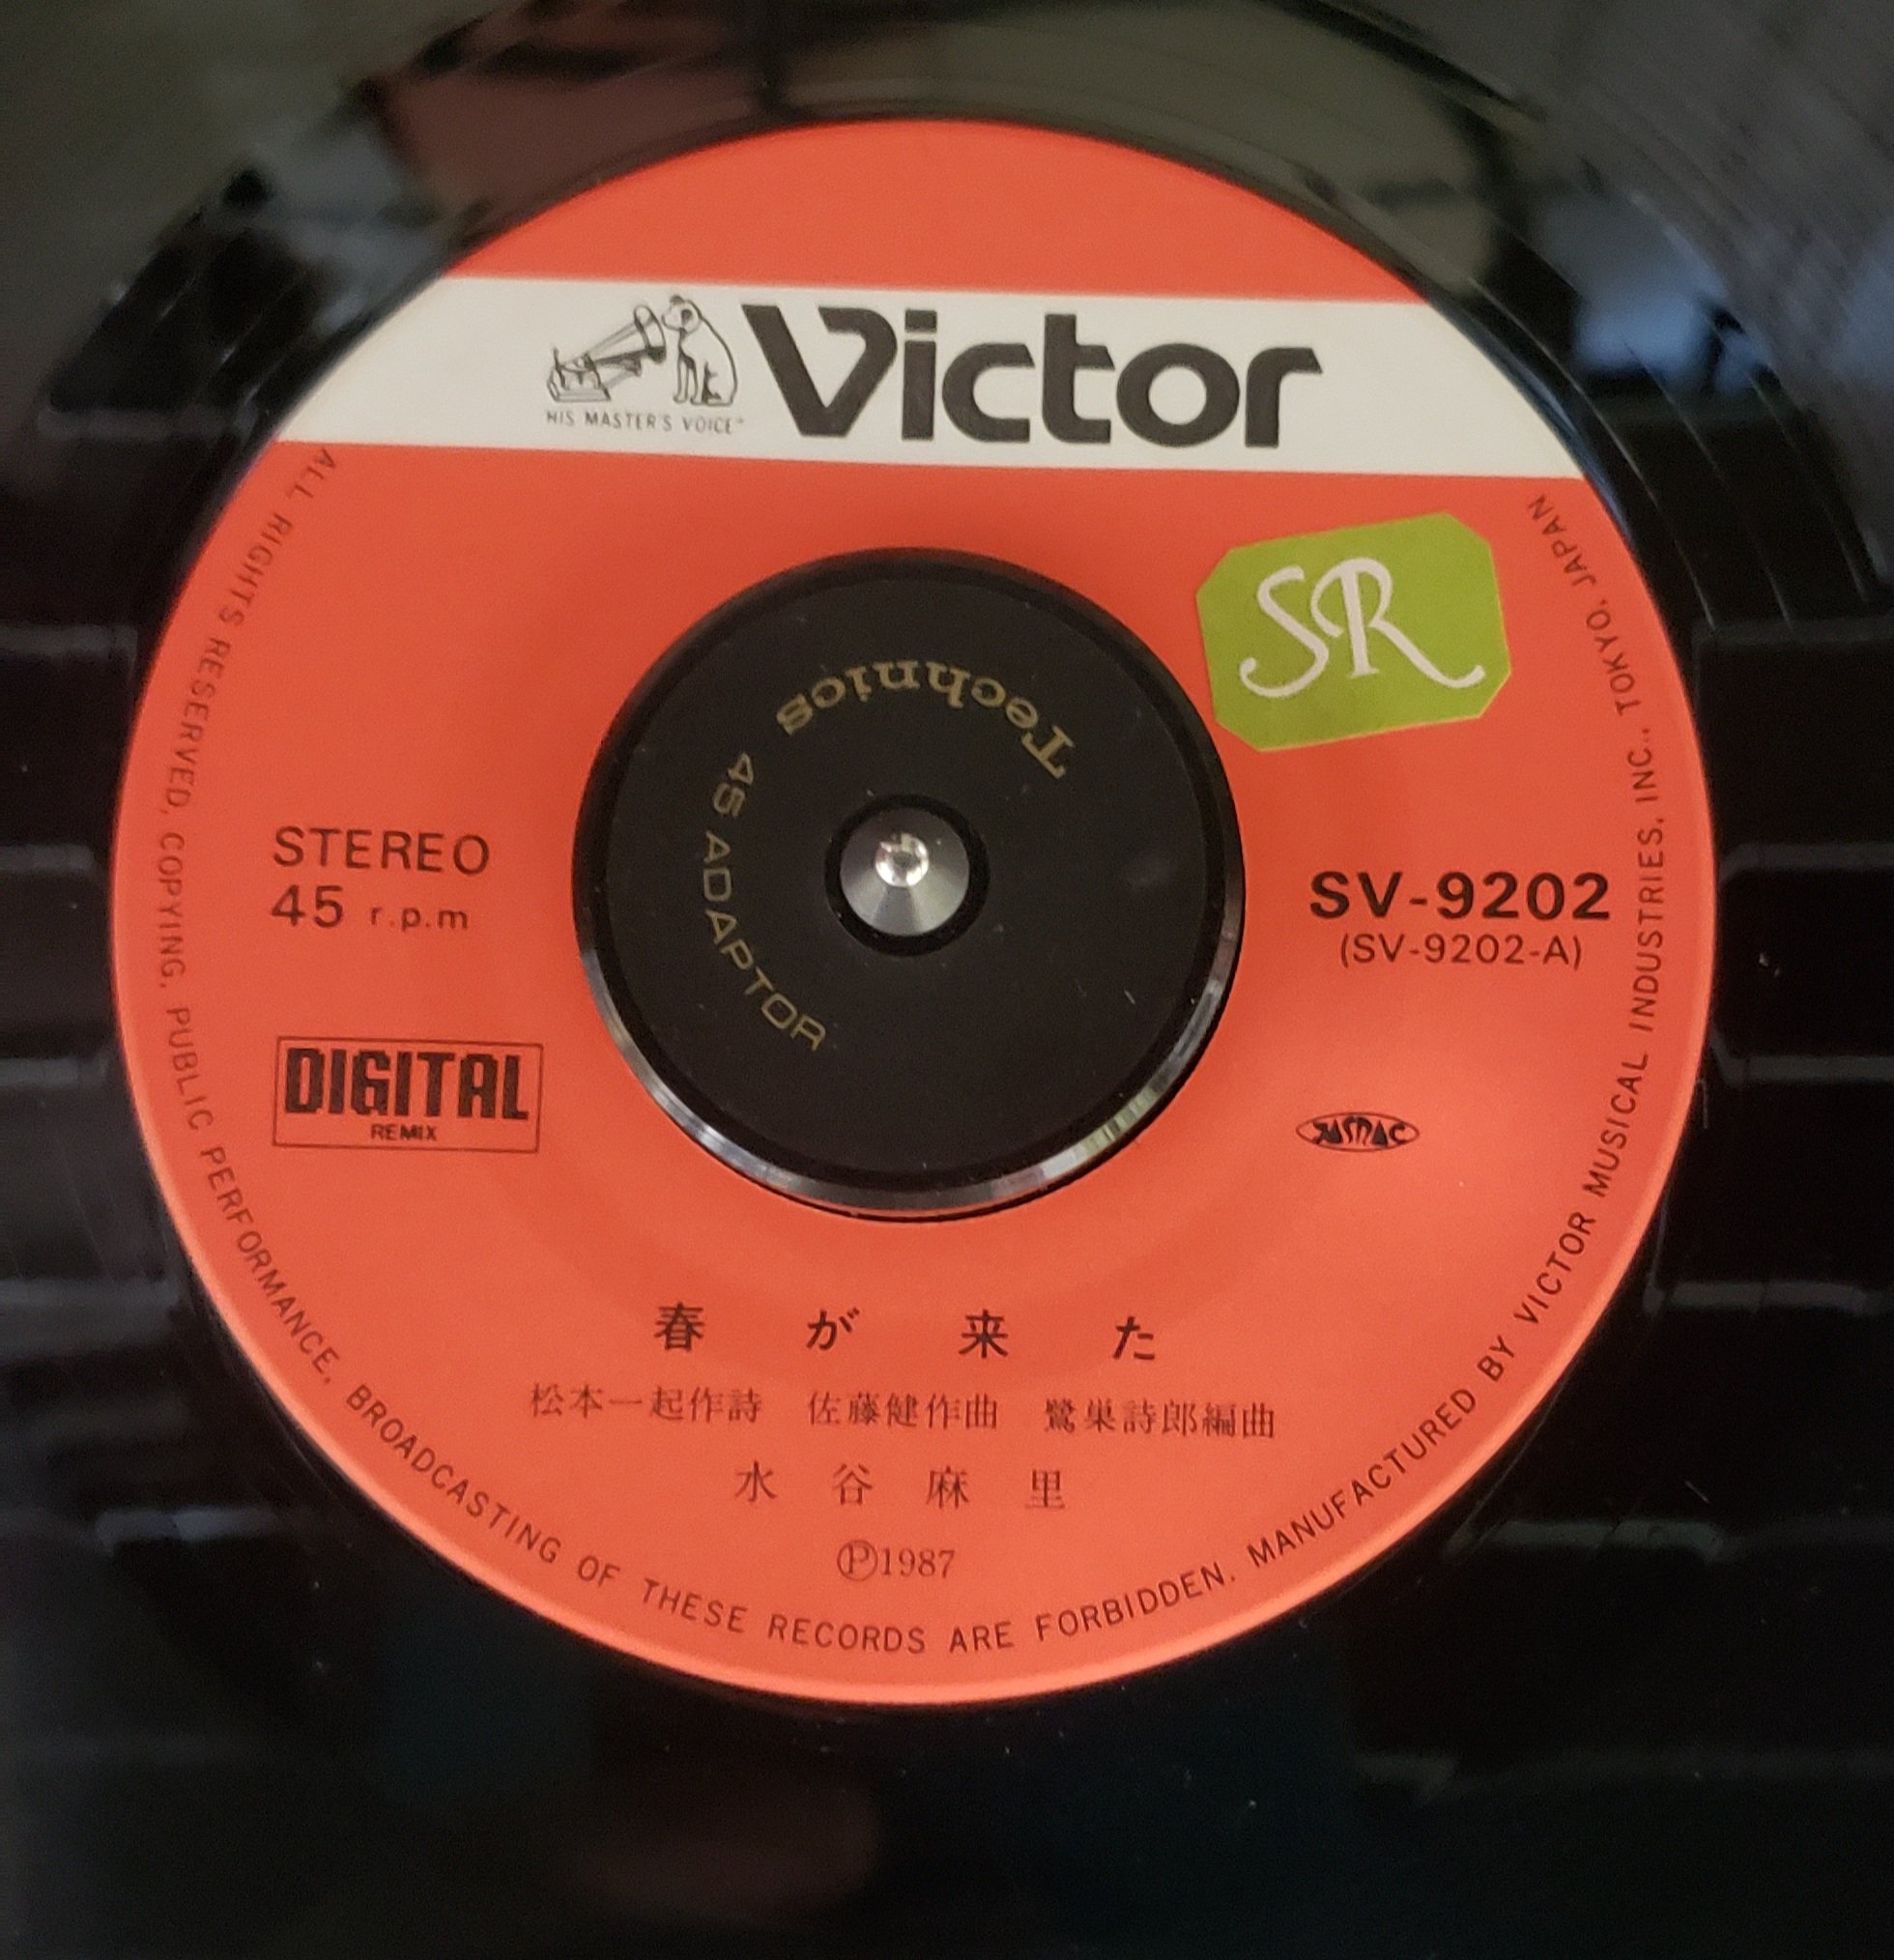 HIS MASTER'S VOICE
Victor
SR
Technics
45 ADAPTOR
STEREO
45 r.p.m
SV-9202
(SV-9202-A)
DIGITAL
REMIX
JASRAC
春が来た
松本一起作詩 佐藤健作曲 鷺巣詩郎編曲
水谷麻里
Ⓟ1987
ALL RIGHTS RESERVED, COPYING, PUBLIC PERFORMANCE, BROADCASTING OF THESE RECORDS ARE FORBIDDEN. MANUFACTURED BY VICTOR MUSICAL INDUSTRIES, INC., TOKYO, JAPAN